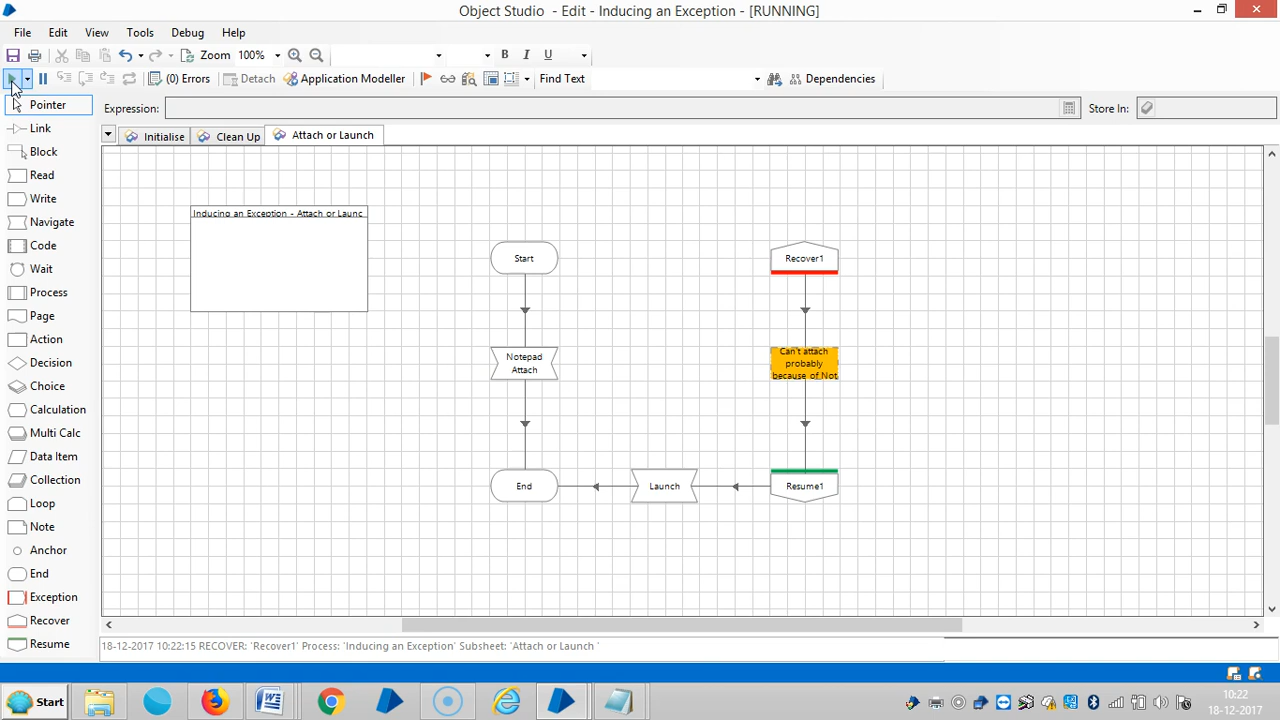 Object Studio - Edit - Inducing an Exception - [RUNNING]
File Edit View Tools Debug Help
Zoom 100% B I U
(0) Errors Detach Application Modeller Find Text Dependencies
Pointer
Expression: Store In:
Link
Initialise Clean Up Attach or Launch
Block
Read
Write
Navigate
Code
Wait
Process
Page
Action
Decision
Choice
Calculation
Multi Calc
Data Item
Collection
Loop
Note
Anchor
End
Exception
Recover
Resume
Inducing an Exception - Attach or Launc
Start
Recover1
Notepad
Attach
Can't attach
probably
because of Not
End
Launch
Resume1
18-12-2017 10:22:15 RECOVER: 'Recover1' Process: 'Inducing an Exception' Subsheet: 'Attach or Launch '
Start
10:22
18-12-2017